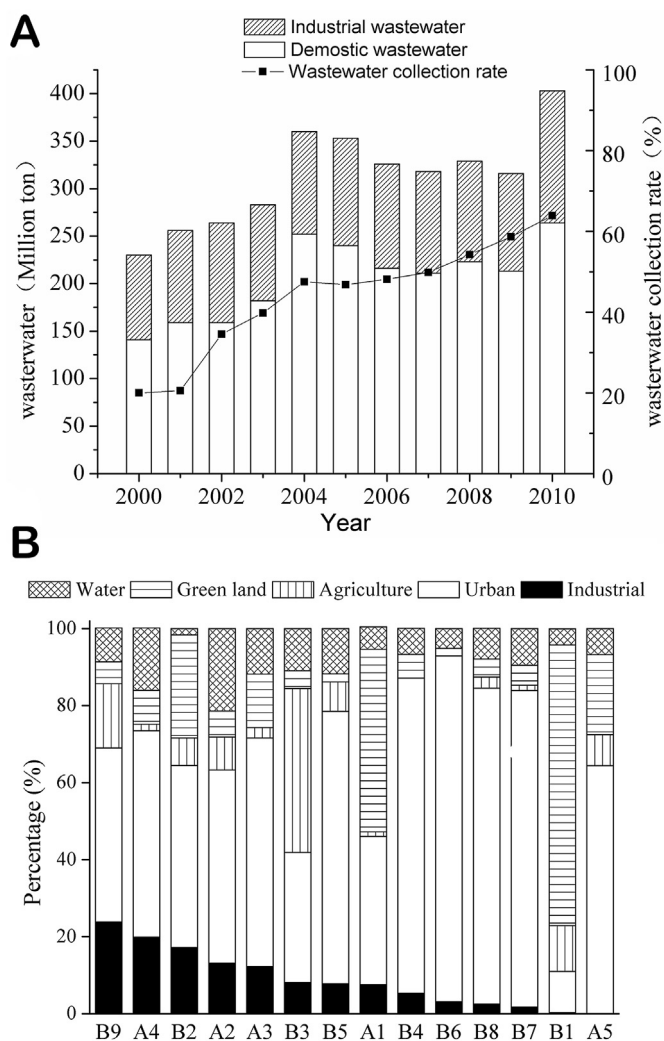 A
Industrial wastewater
Demostic wastewater
Wastewater collection rate
400
350
300
250
200
150
100
50
0
wasterwater（Million ton）
100
80
60
40
20
0
wasterwater collection rate（%）
2000 2002 2004 2006 2008 2010
Year
B
Water Green land Agriculture Urban Industrial
100
80
60
40
20
0
Percentage (%)
B9 A4 B2 A2 A3 B3 B5 A1 B4 B6 B8 B7 B1 A5